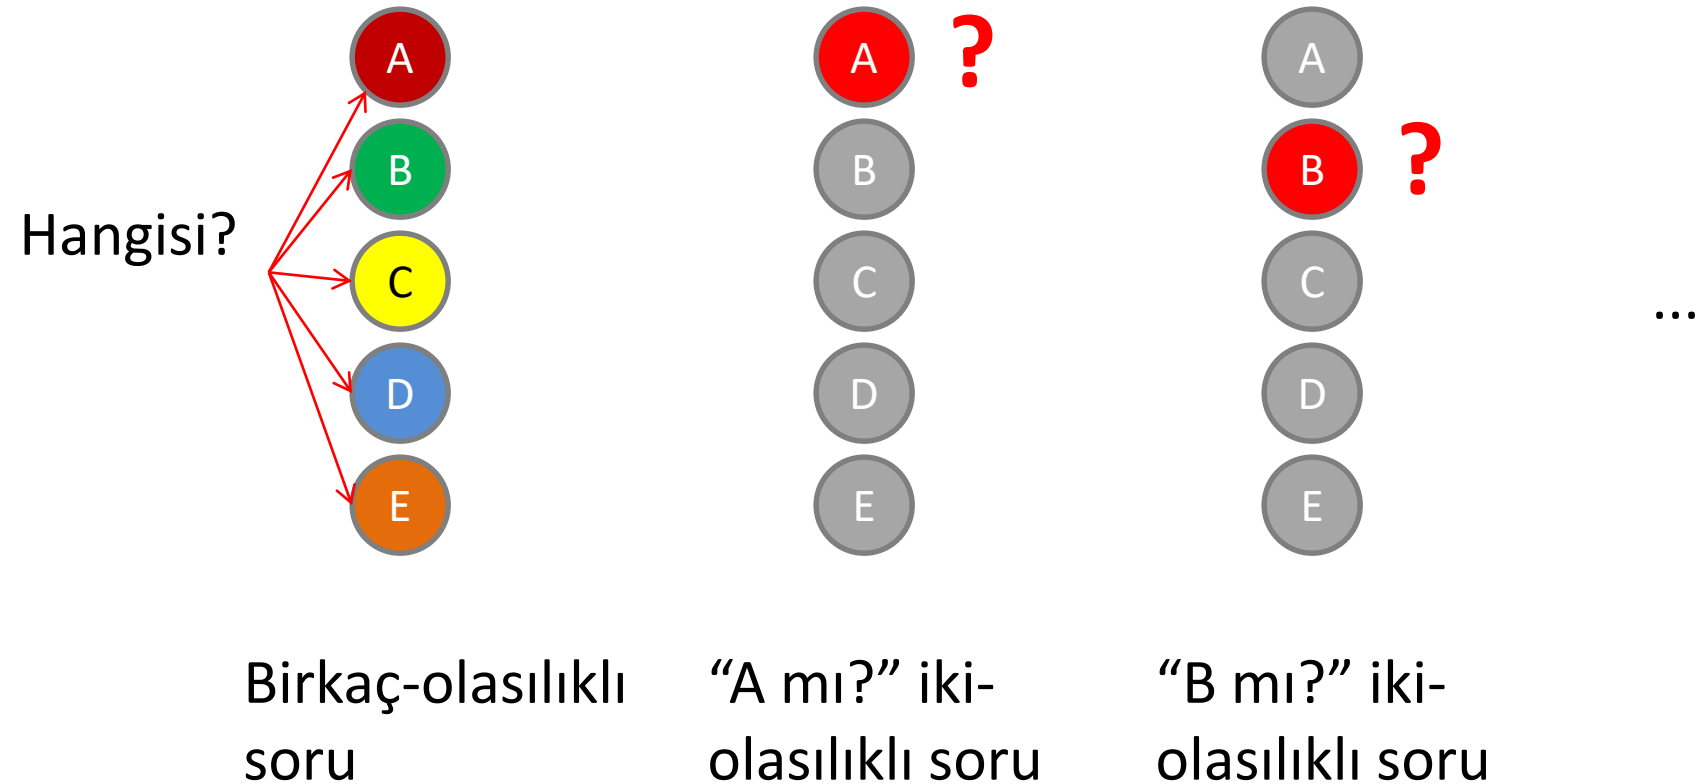 Hangisi?
A
B
C
D
E
A ?
B
C
D
E
A
B ?
C
D
E
...
Birkaç-olasılıklı
soru
“A mı?” iki-
olasılıklı soru
“B mı?” iki-
olasılıklı soru